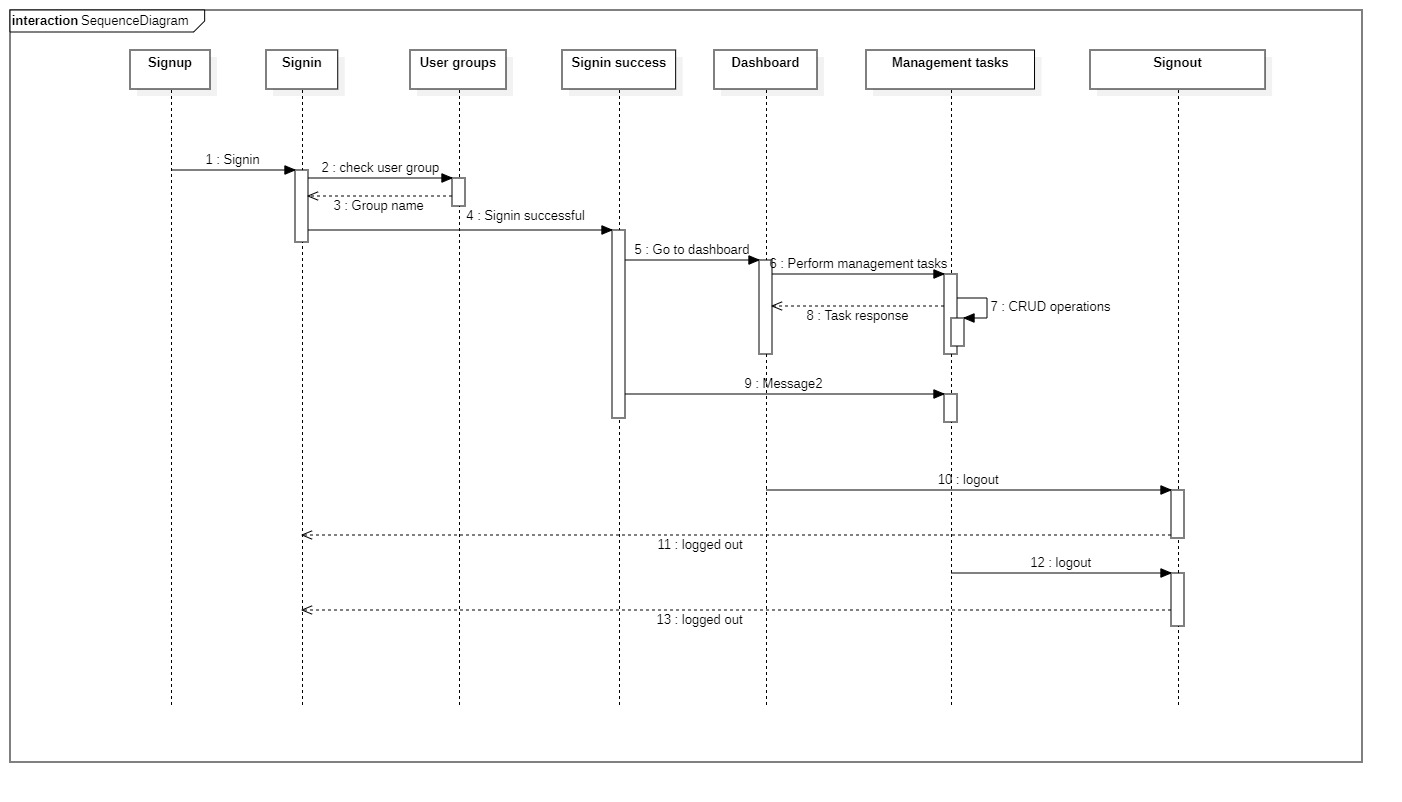 interaction SequenceDiagram
Signup
Signin
User groups
Signin success
Dashboard
Management tasks
Signout
1 : Signin
2 : check user group
3 : Group name
4 : Signin successful
5 : Go to dashboard
6 : Perform management tasks
7 : CRUD operations
8 : Task response
9 : Message2
10 : logout
11 : logged out
12 : logout
13 : logged out